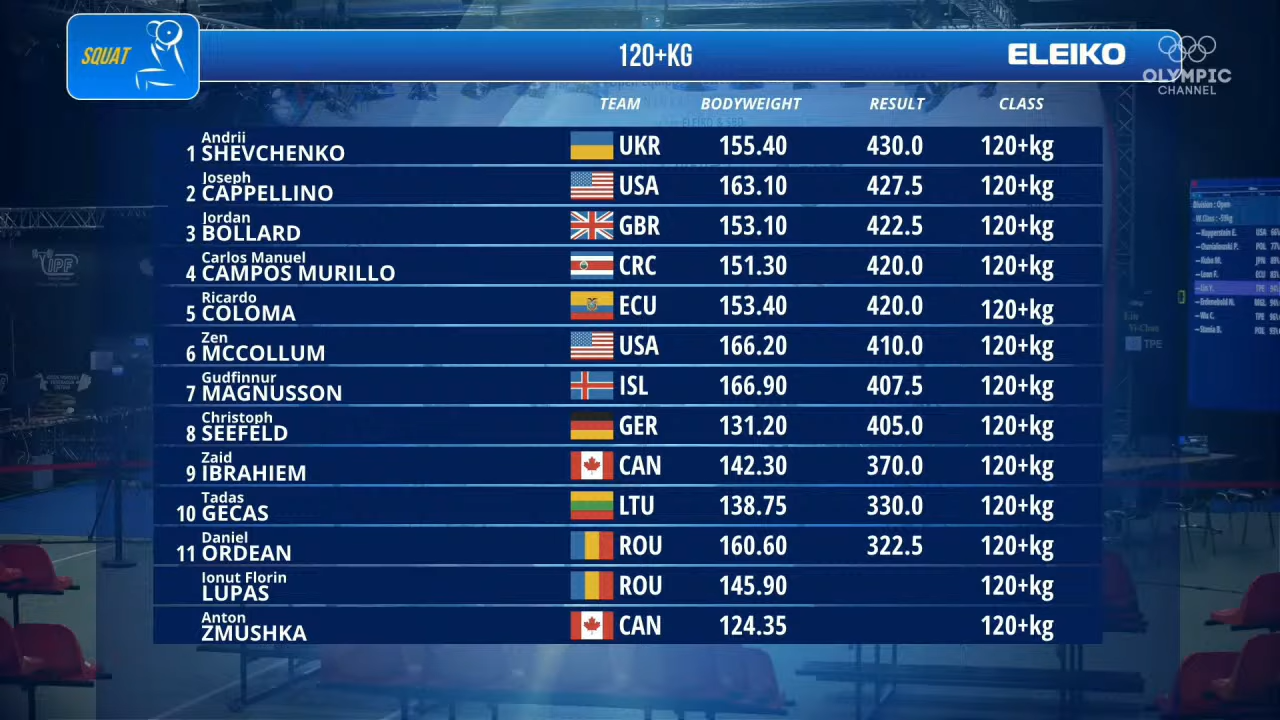 SQUAT
120+KG
ELEIKO
OLYMPIC
CHANNEL
TEAM BODYWEIGHT RESULT CLASS
ELEIKO & SBD
1 Andrii SHEVCHENKO UKR 155.40 430.0 120+kg
2 Joseph CAPPELLINO USA 163.10 427.5 120+kg
3 Jordan BOLLARD GBR 153.10 422.5 120+kg
4 Carlos Manuel CAMPOS MURILLO CRC 151.30 420.0 120+kg
5 Ricardo COLOMA ECU 153.40 420.0 120+kg
6 Zen MCCOLLUM USA 166.20 410.0 120+kg
7 Gudfinnur MAGNUSSON ISL 166.90 407.5 120+kg
8 Christoph SEEFELD GER 131.20 405.0 120+kg
9 Zaid IBRAHIEM CAN 142.30 370.0 120+kg
10 Tadas GECAS LTU 138.75 330.0 120+kg
11 Daniel ORDEAN ROU 160.60 322.5 120+kg
Ionut Florin LUPAS ROU 145.90 120+kg
Anton ZMUSHKA CAN 124.35 120+kg
IPF
Division : Open
TPE